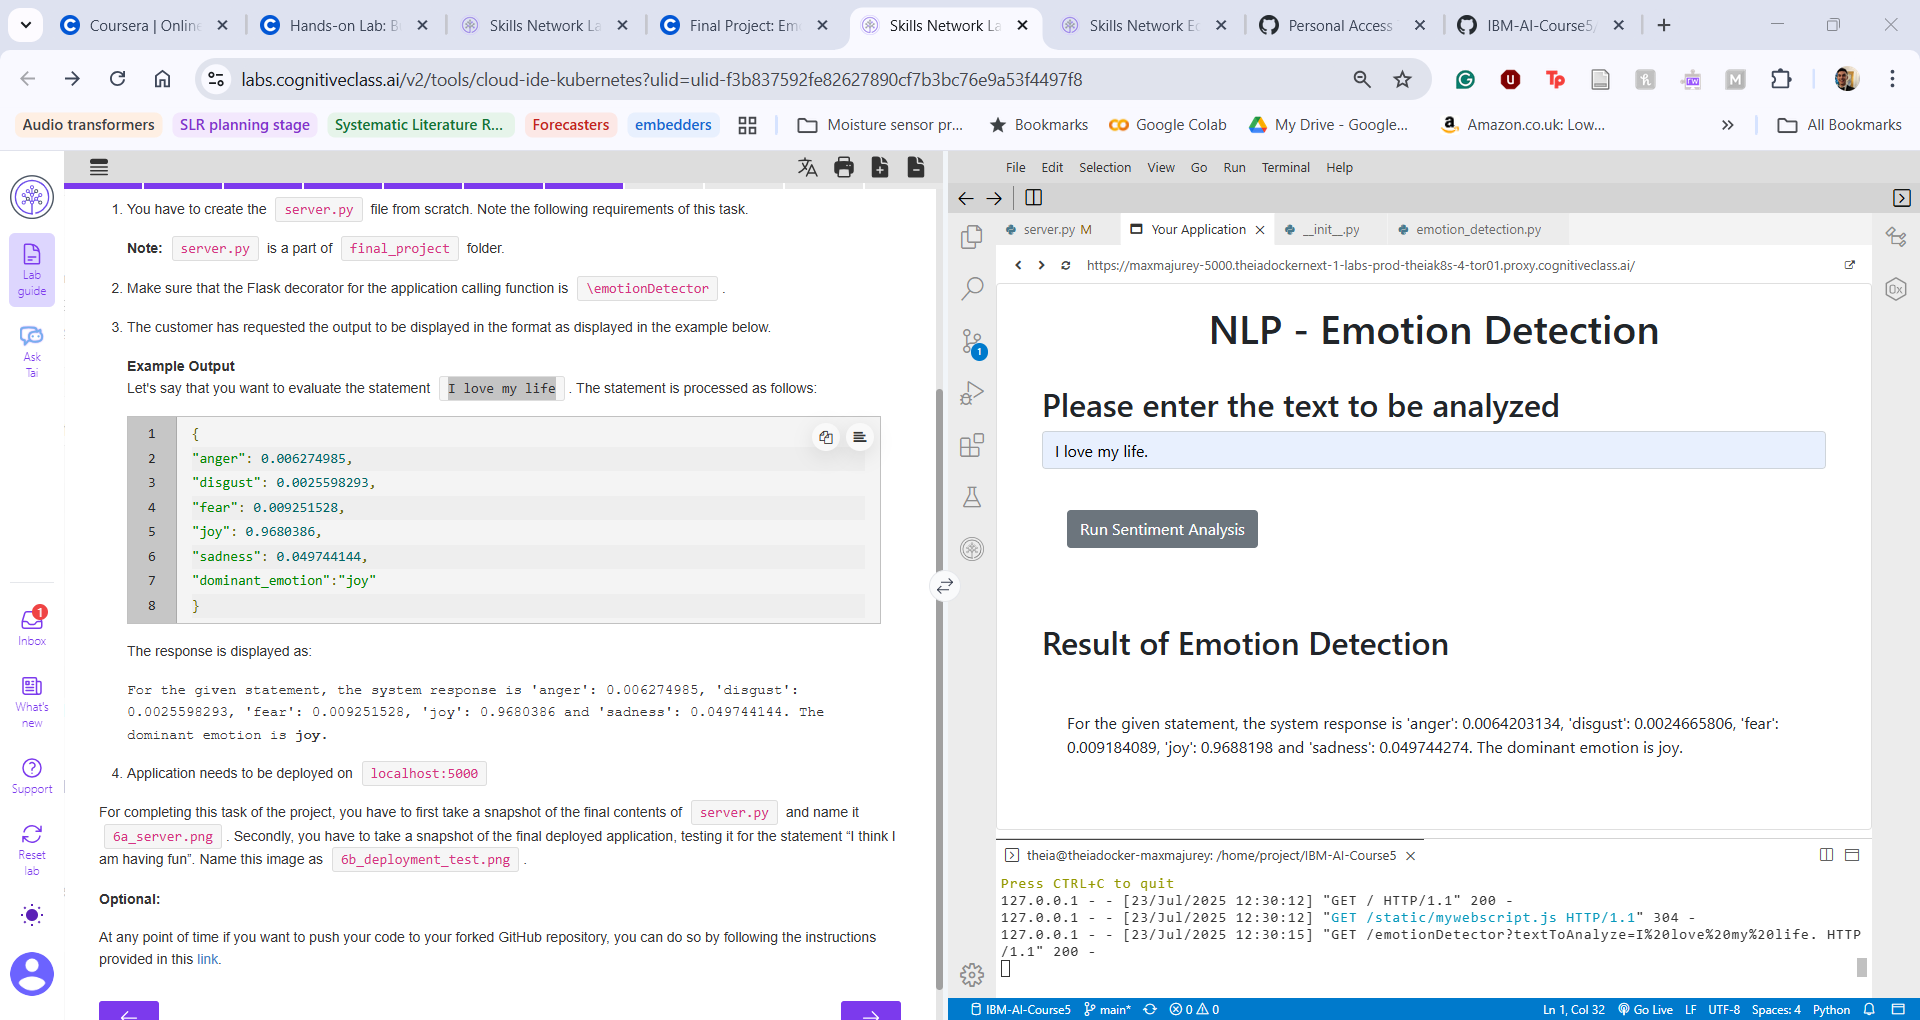 Coursera | Online
Hands-on Lab: B
Skills Network La
Final Project: Em
Skills Network La
Skills Network Ec
Personal Access
IBM-AI-Course5
labs.cognitiveclass.ai/v2/tools/cloud-ide-kubernetes?ulid=ulid-f3b837592fe82627890cf7b3bc76e9a53f4497f8
Audio transformers
SLR planning stage
Systematic Literature R...
Forecasters
embedders
Moisture sensor pr...
Bookmarks
Google Colab
My Drive - Google...
Amazon.co.uk: Low...
All Bookmarks
Lab guide
Ask Tai
1
Inbox
What's new
Support
Reset lab
1. You have to create the server.py file from scratch. Note the following requirements of this task.
Note: server.py is a part of final_project folder.
2. Make sure that the Flask decorator for the application calling function is \emotionDetector .
3. The customer has requested the output to be displayed in the format as displayed in the example below.
Example Output
Let's say that you want to evaluate the statement I love my life . The statement is processed as follows:
1 {
2 "anger": 0.006274985,
3 "disgust": 0.0025598293,
4 "fear": 0.009251528,
5 "joy": 0.9680386,
6 "sadness": 0.049744144,
7 "dominant_emotion":"joy"
8 }
The response is displayed as:
For the given statement, the system response is 'anger': 0.006274985, 'disgust':
0.0025598293, 'fear': 0.009251528, 'joy': 0.9680386 and 'sadness': 0.049744144. The
dominant emotion is joy.
4. Application needs to be deployed on localhost:5000
For completing this task of the project, you have to first take a snapshot of the final contents of server.py and name it
6a_server.png . Secondly, you have to take a snapshot of the final deployed application, testing it for the statement “I think I
am having fun”. Name this image as 6b_deployment_test.png .
Optional:
At any point of time if you want to push your code to your forked GitHub repository, you can do so by following the instructions
provided in this link.
File Edit Selection View Go Run Terminal Help
server.py M
Your Application
__init__.py
emotion_detection.py
https://maxmajurey-5000.theiadockernext-1-labs-prod-theiak8s-4-tor01.proxy.cognitiveclass.ai/
1
NLP - Emotion Detection
Please enter the text to be analyzed
I love my life.
Run Sentiment Analysis
Result of Emotion Detection
For the given statement, the system response is 'anger': 0.0064203134, 'disgust': 0.0024665806, 'fear':
0.009184089, 'joy': 0.9688198 and 'sadness': 0.049744274. The dominant emotion is joy.
theia@theiadocker-maxmajurey: /home/project/IBM-AI-Course5
Press CTRL+C to quit
127.0.0.1 - - [23/Jul/2025 12:30:12] "GET / HTTP/1.1" 200 -
127.0.0.1 - - [23/Jul/2025 12:30:12] "GET /static/mywebscript.js HTTP/1.1" 304 -
127.0.0.1 - - [23/Jul/2025 12:30:15] "GET /emotionDetector?textToAnalyze=I%20love%20my%20life. HTTP
/1.1" 200 -
IBM-AI-Course5 main* 0 0 Ln 1, Col 32 Go Live LF UTF-8 Spaces: 4 Python